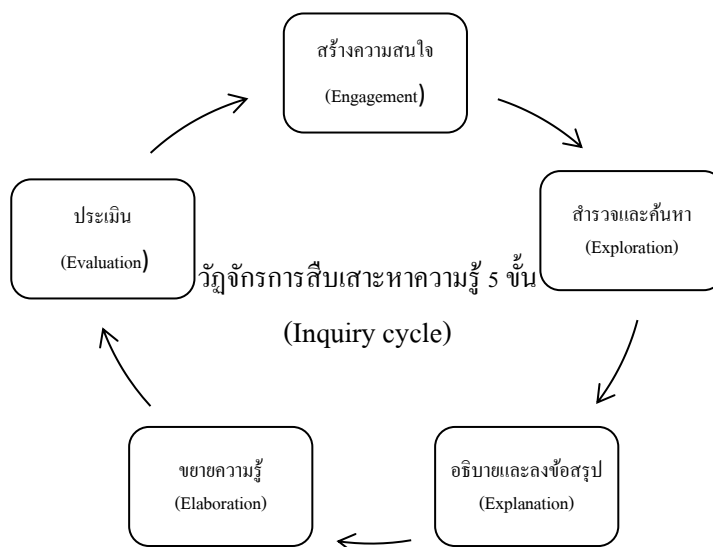 สร้างความสนใจ
(Engagement)
สำรวจและค้นหา
(Exploration)
อธิบายและลงข้อสรุป
(Explanation)
ขยายความรู้
(Elaboration)
ประเมิน
(Evaluation)
วัฏจักรการสืบเสาะหาความรู้ 5 ขั้น
(Inquiry cycle)